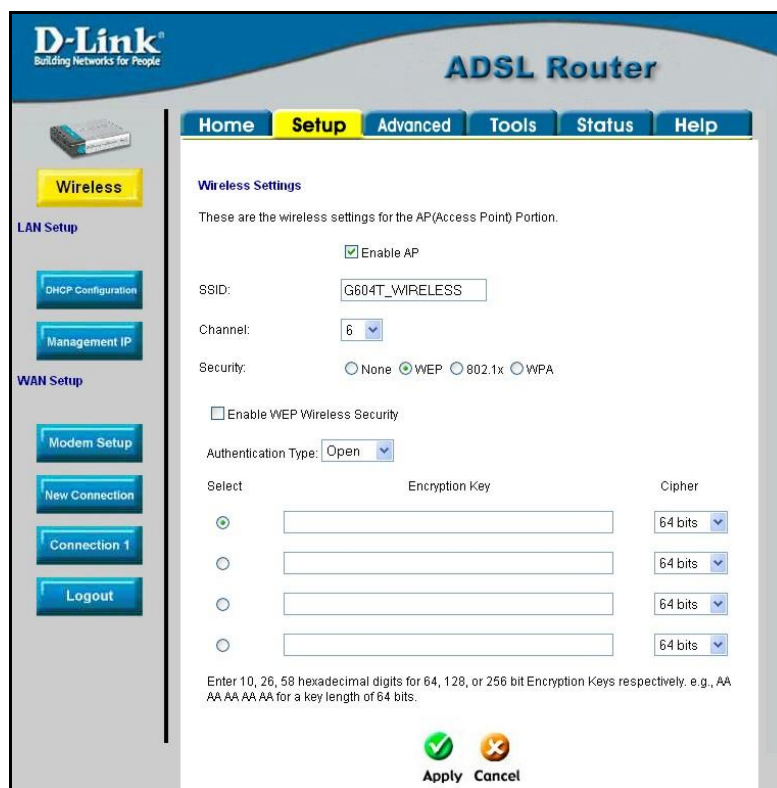 D-Link®
Building Networks for People
ADSL Router
Home Setup Advanced Tools Status Help
Wireless
LAN Setup
DHCP Configuration
Management IP
WAN Setup
Modem Setup
New Connection
Connection 1
Logout
Wireless Settings
These are the wireless settings for the AP(Access Point) Portion.
Enable AP
SSID: G604T_WIRELESS
Channel: 6
Security: None WEP 802.1x WPA
Enable WEP Wireless Security
Authentication Type: Open
Select Encryption Key Cipher
64 bits
64 bits
64 bits
64 bits
Enter 10, 26, 58 hexadecimal digits for 64, 128, or 256 bit Encryption Keys respectively. e.g., AA
AA AA AA AA for a key length of 64 bits.
Apply Cancel